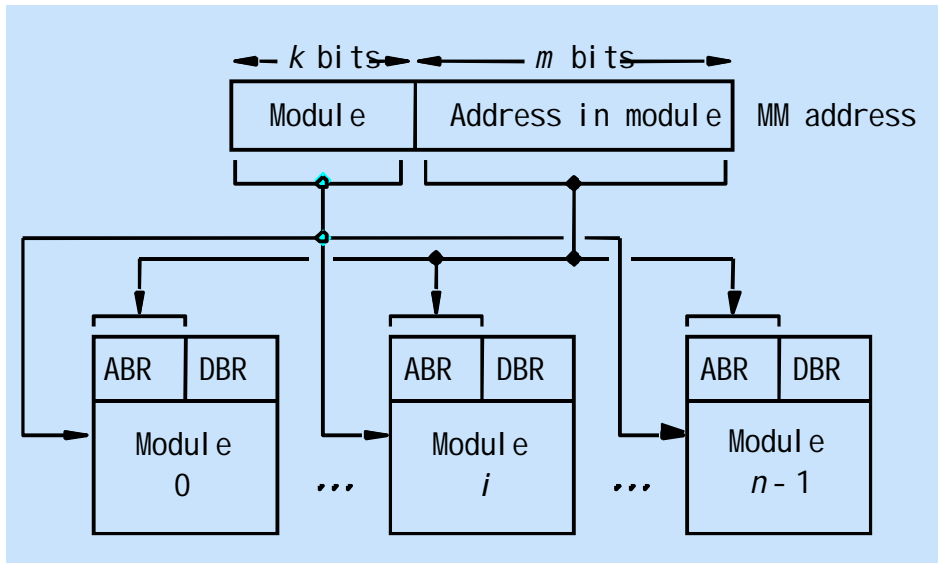 k bits m bits
Module Address in module MM address
ABR DBR ABR DBR ABR DBR
Module Module Module
0 ... i ... n - 1